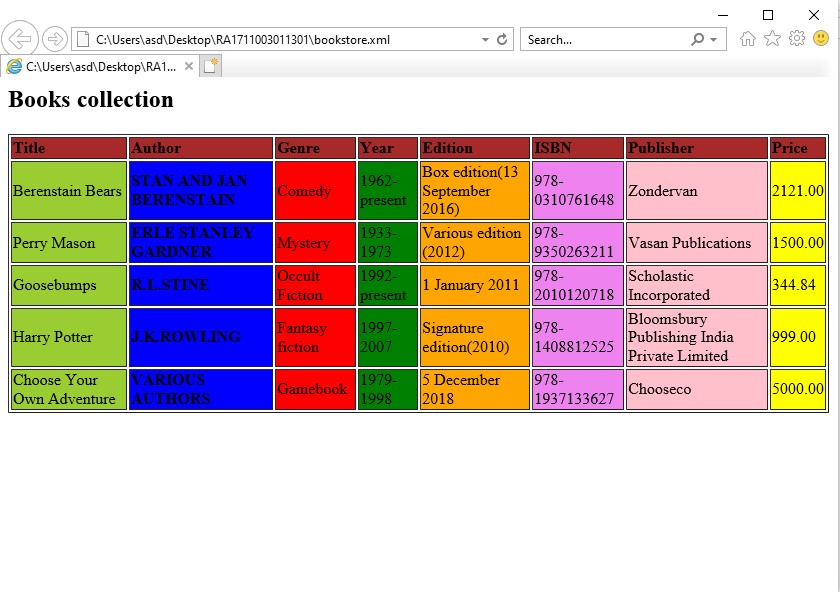 C:\Users\asd\Desktop\RA1711003011301\bookstore.xml
Search...
C:\Users\asd\Desktop\RA1...
Books collection
Title Author Genre Year Edition ISBN Publisher Price
Berenstain Bears
STAN AND JAN
BERENSTAIN
Comedy
1962-
present
Box edition(13
September
2016)
978-
0310761648
Zondervan
2121.00
Perry Mason
ERLE STANLEY
GARDNER
Mystery
1933-
1973
Various edition
(2012)
978-
9350263211
Vasan Publications
1500.00
Goosebumps
R.L.STINE
Occult
Fiction
1992-
present
1 January 2011
978-
2010120718
Scholastic
Incorporated
344.84
Harry Potter
J.K.ROWLING
Fantasy
fiction
1997-
2007
Signature
edition(2010)
978-
1408812525
Bloomsbury
Publishing India
Private Limited
999.00
Choose Your
Own Adventure
VARIOUS
AUTHORS
Gamebook
1979-
1998
5 December
2018
978-
1937133627
Chooseco
5000.00